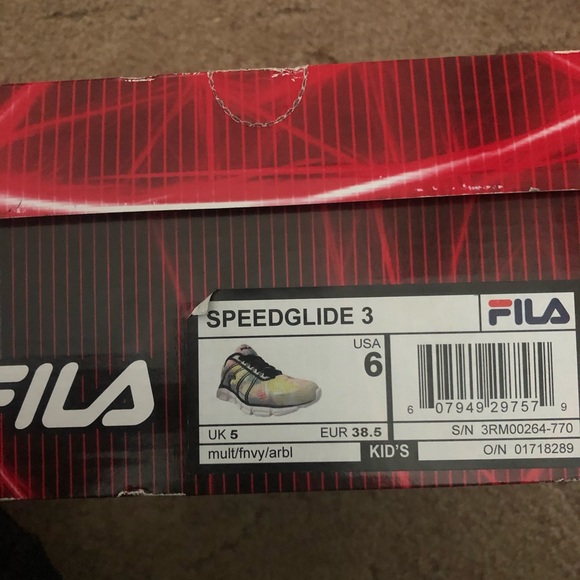 FILA
SPEEDGLIDE 3
FILA
USA
6
UK 5
EUR 38.5
mult/fnvy/arbl
KID'S
6 07949 29757 9
S/N 3RM00264-770
O/N 01718289